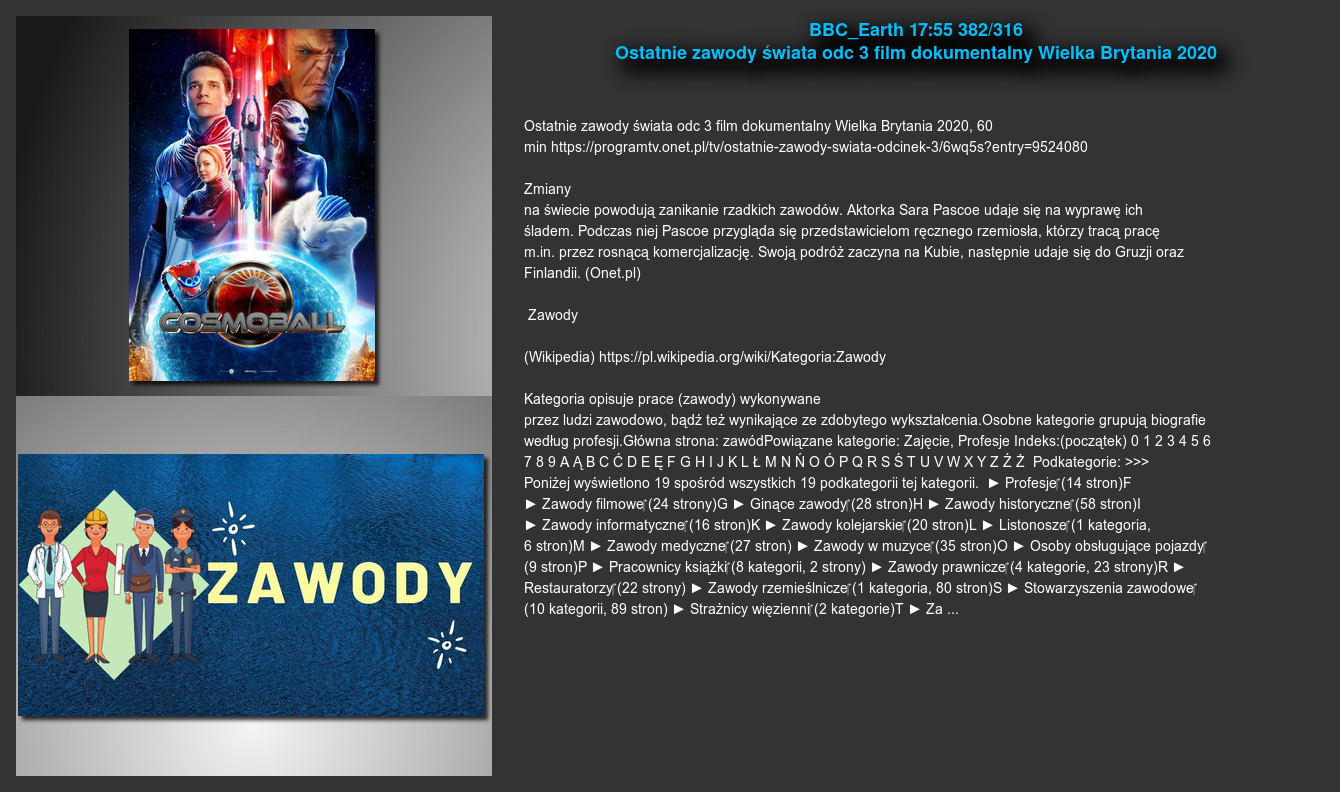 BBC_Earth 17:55 382/316
Ostatnie zawody świata odc 3 film dokumentalny Wielka Brytania 2020
Ostatnie zawody świata odc 3 film dokumentalny Wielka Brytania 2020, 60
min https://programtv.onet.pl/tv/ostatnie-zawody-swiata-odcinek-3/6wq5s?entry=9524080
Zmiany
na świecie powodują zanikanie rzadkich zawodów. Aktorka Sara Pascoe udaje się na wyprawę ich
śladem. Podczas niej Pascoe przygląda się przedstawicielom ręcznego rzemiosła, którzy tracą pracę
m.in. przez rosnącą komercjalizację. Swoją podróż zaczyna na Kubie, następnie udaje się do Gruzji oraz
Finlandii. (Onet.pl)
Zawody
(Wikipedia) https://pl.wikipedia.org/wiki/Kategoria:Zawody
Kategoria opisuje prace (zawody) wykonywane
przez ludzi zawodowo, bądź też wynikające ze zdobytego wykształcenia.Osobne kategorie grupują biografie
według profesji.Główna strona: zawódPowiązane kategorie: Zajęcie, Profesje Indeks:(początek) 0 1 2 3 4 5 6
7 8 9 A Ą B C Ć D E Ę F G H I J K L Ł M N Ń O Ó P Q R S Ś T U V W X Y Z Ź Ż  Podkategorie: >>>
Poniżej wyświetlono 19 spośród wszystkich 19 podkategorii tej kategorii.  ► Profesje‎ (14 stron)F
► Zawody filmowe‎ (24 strony)G ► Ginące zawody‎ (28 stron)H ► Zawody historyczne‎ (58 stron)I
► Zawody informatyczne‎ (16 stron)K ► Zawody kolejarskie‎ (20 stron)L ► Listonosze‎ (1 kategoria,
6 stron)M ► Zawody medyczne‎ (27 stron) ► Zawody w muzyce‎ (35 stron)O ► Osoby obsługujące pojazdy‎
(9 stron)P ► Pracownicy książki‎ (8 kategorii, 2 strony) ► Zawody prawnicze‎ (4 kategorie, 23 strony)R ►
Restauratorzy‎ (22 strony) ► Zawody rzemieślnicze‎ (1 kategoria, 80 stron)S ► Stowarzyszenia zawodowe‎
(10 kategorii, 89 stron) ► Strażnicy więzienni‎ (2 kategorie)T ► Za ...
COSMOBALL
ZAWODY